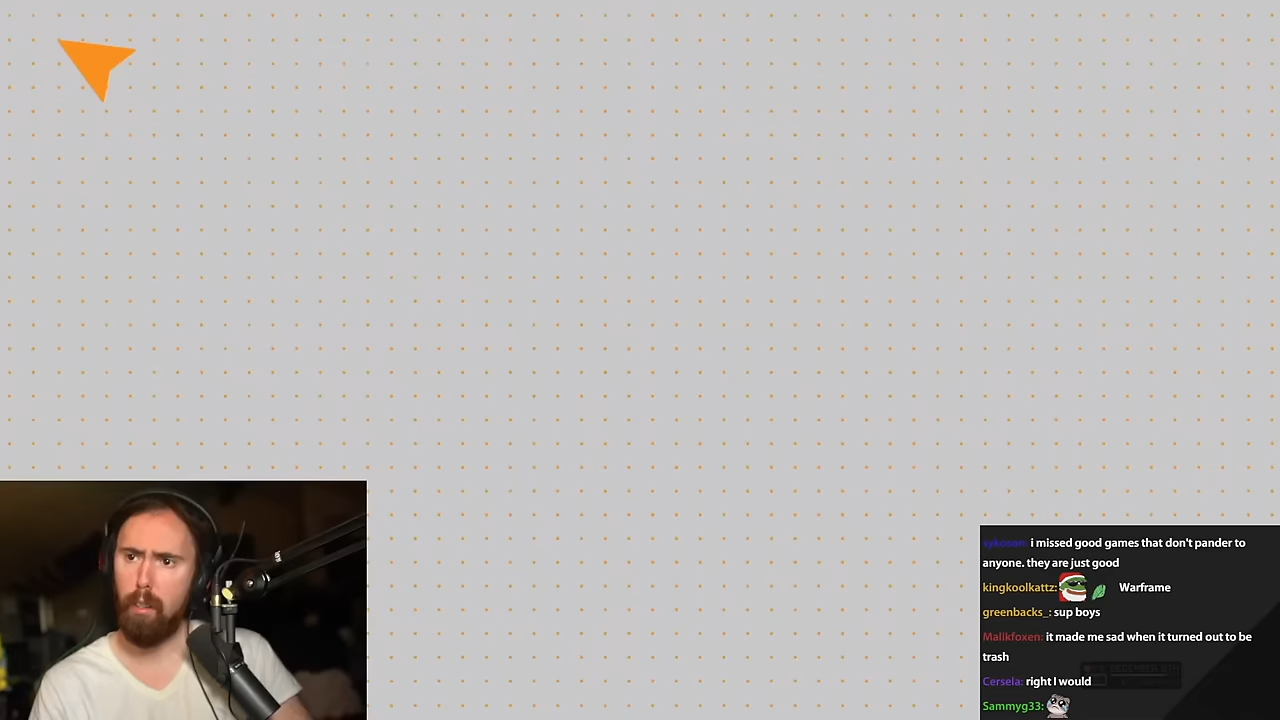 sykoson: i missed good games that don't pander to
anyone. they are just good
kingkoolkattz: Warframe
greenbacks_: sup boys
Malikfoxen: it made me sad when it turned out to be
trash
Cersela: right I would
Sammyg33: